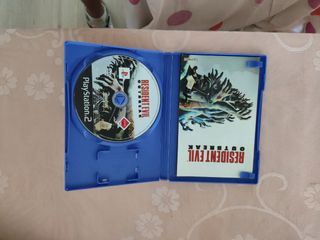 PlayStation 2
RESIDENT EVIL
OUTBREAK
RESIDENT EVIL
OUTBREAK